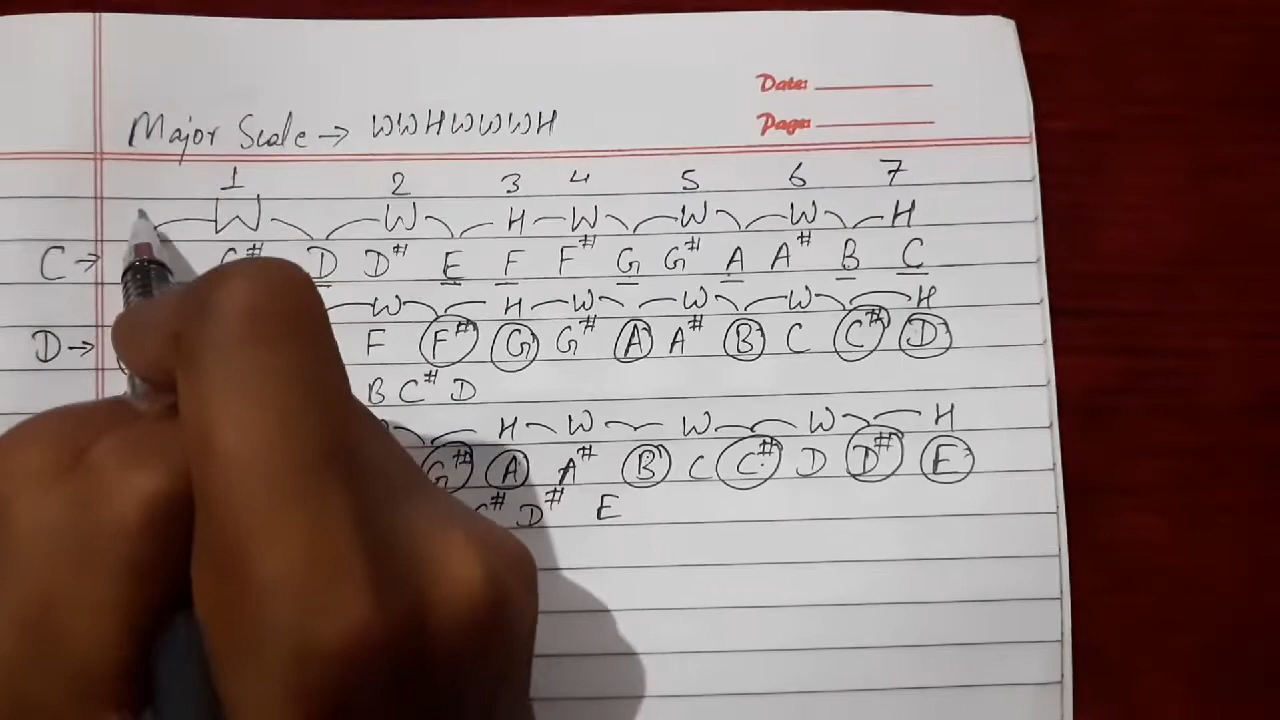 Date:
Page:
Major Scale → WWHWWWH
1 2 3 4 5 6 7
W W H W W W H
C → C# D D# E F F# G G# A A# B C
W H W W W H
D → F F# G G# A A# B C C# D
B C# D
H W W W H
G# A A# B C C# D D# E
C# D# E